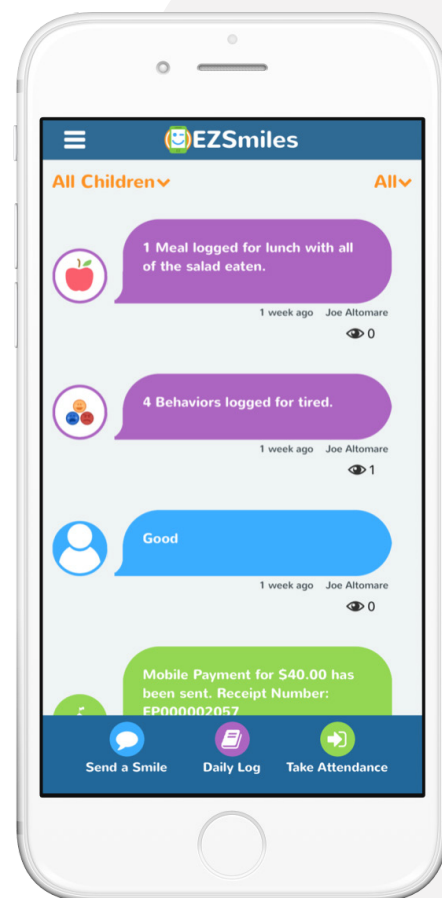 EZSmiles
All Children
All
1 Meal logged for lunch with all
of the salad eaten.
1 week ago Joe Altomare
0
4 Behaviors logged for tired.
1 week ago Joe Altomare
1
Good
1 week ago Joe Altomare
0
Mobile Payment for $40.00 has
been sent. Receipt Number:
EP000002057
Send a Smile Daily Log Take Attendance